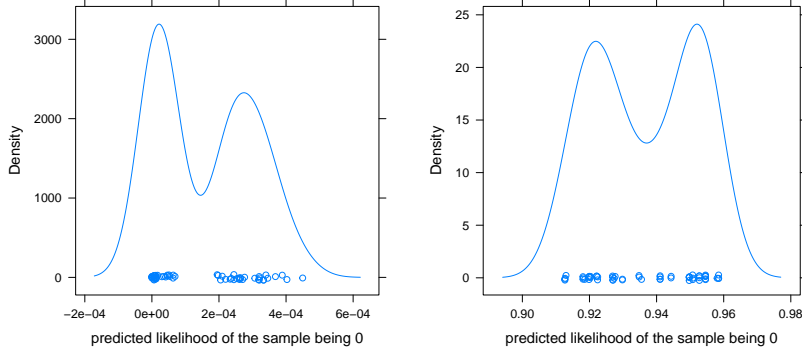 3000
2000
1000
0
Density
−2e−04
0e+00
2e−04
4e−04
6e−04
predicted likelihood of the sample being 0
25
20
15
10
5
0
Density
0.90
0.92
0.94
0.96
0.98
predicted likelihood of the sample being 0